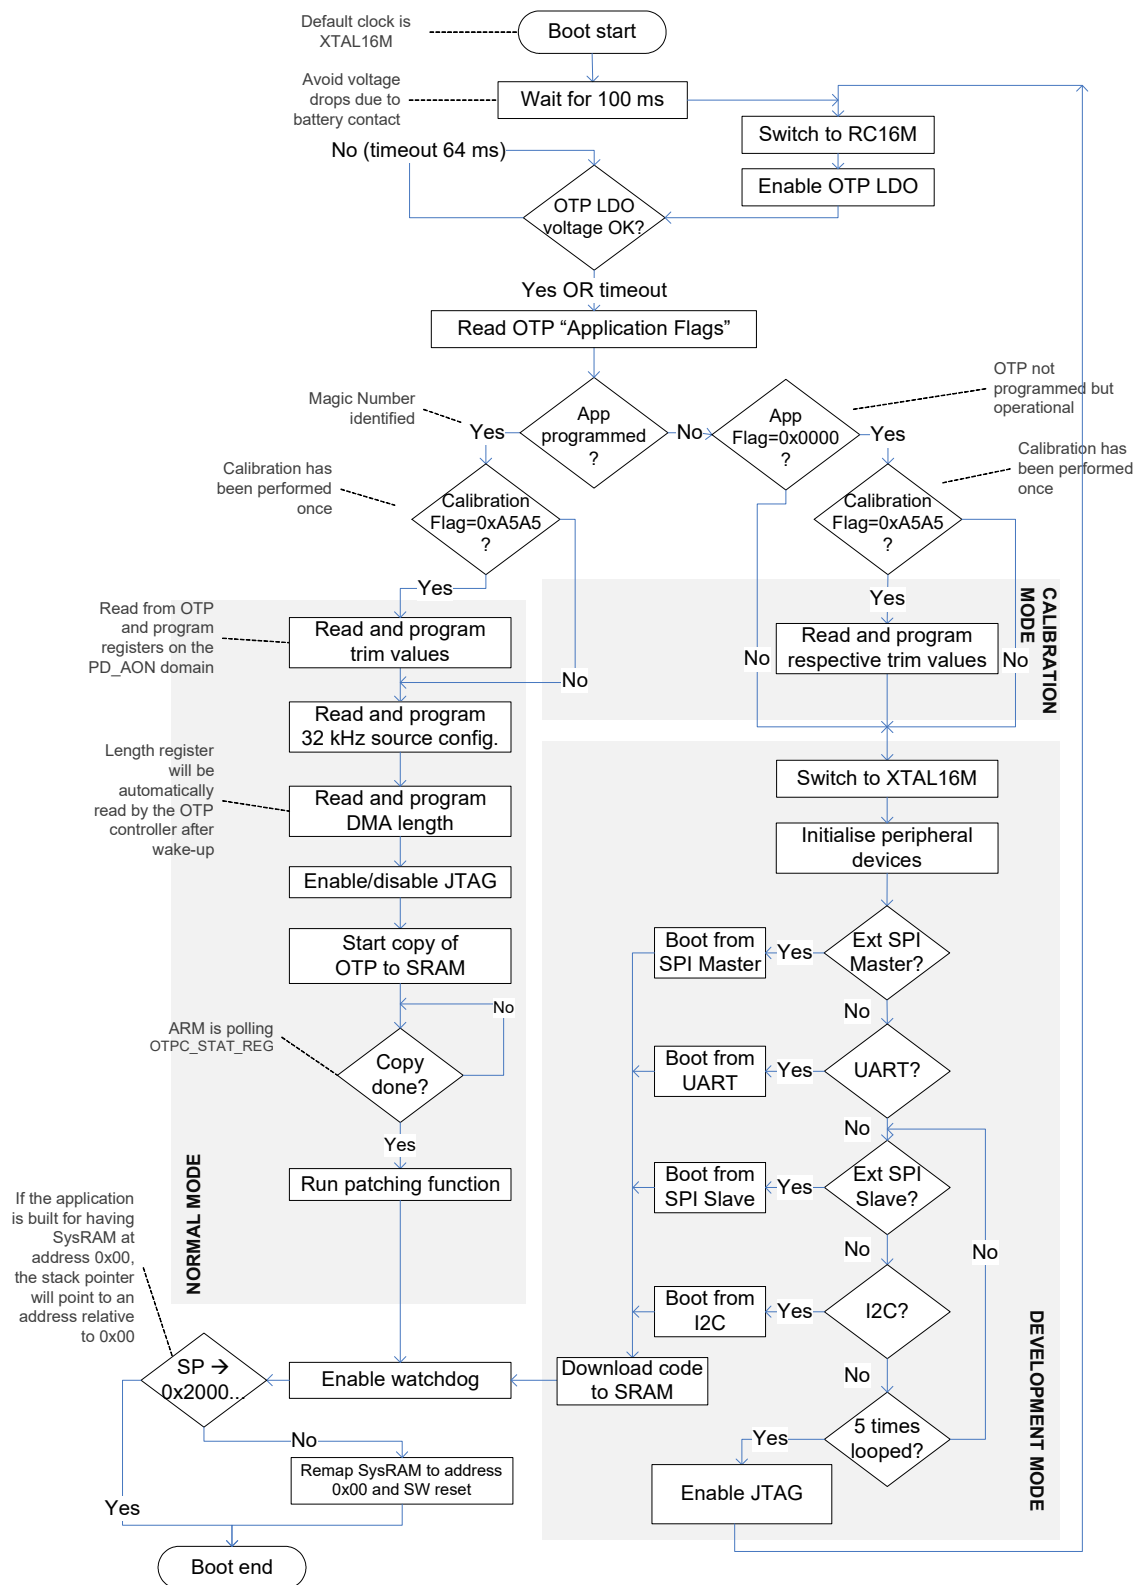 Default clock is
XTAL16M
Boot start
Avoid voltage
drops due to
battery contact
Wait for 100 ms
Switch to RC16M
No (timeout 64 ms)
Enable OTP LDO
OTP LDO
voltage OK?
Yes OR timeout
Read OTP “Application Flags”
OTP not
programmed but
operational
Magic Number
identified
App
programmed
?
Yes
No
App
Flag=0x0000
?
Yes
Calibration has
been performed
once
Calibration has
been performed
once
Calibration
Flag=0xA5A5
?
Calibration
Flag=0xA5A5
?
Yes
Yes
CALIBRATION
MODE
Read from OTP
and program
registers on the
PD_AON domain
Read and program
trim values
No
Read and program
respective trim values
No
No
Read and program
32 kHz source config.
Length register
will be
automatically
read by the OTP
controller after
wake-up
Read and program
DMA length
Switch to XTAL16M
Initialise peripheral
devices
Enable/disable JTAG
Start copy of
OTP to SRAM
Boot from
SPI Master
Yes
Ext SPI
Master?
No
No
ARM is polling
OTPC_STAT_REG
Copy
done?
Boot from
UART
Yes
UART?
Yes
No
NORMAL MODE
Run patching function
Boot from
SPI Slave
Yes
Ext SPI
Slave?
If the application
is built for having
SysRAM at
address 0x00,
the stack pointer
will point to an
address relative
to 0x00
No
No
Boot from
I2C
Yes
I2C?
DEVELOPMENT MODE
SP →
0x2000...
Enable watchdog
Download code
to SRAM
No
No
Yes
5 times
looped?
Remap SysRAM to address
0x00 and SW reset
Enable JTAG
Yes
Boot end